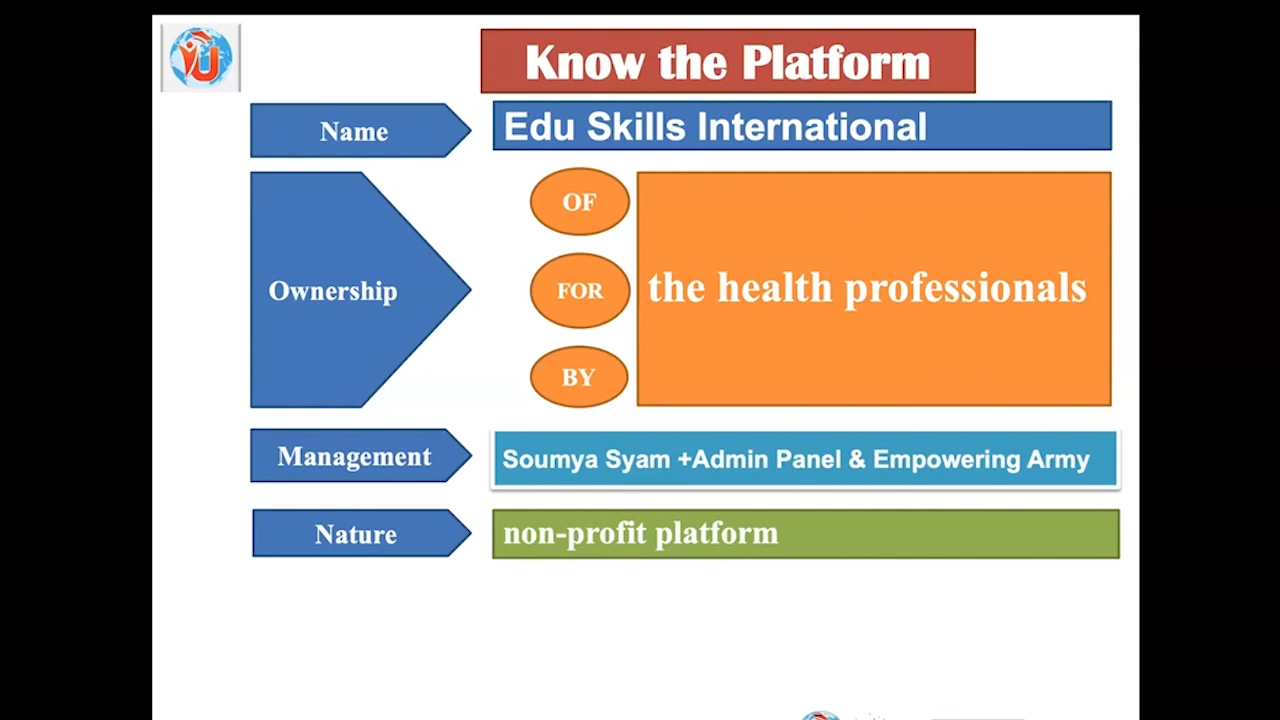 Know the Platform
Name
Edu Skills International
Ownership
OF
FOR
BY
the health professionals
Management
Soumya Syam +Admin Panel & Empowering Army
Nature
non-profit platform